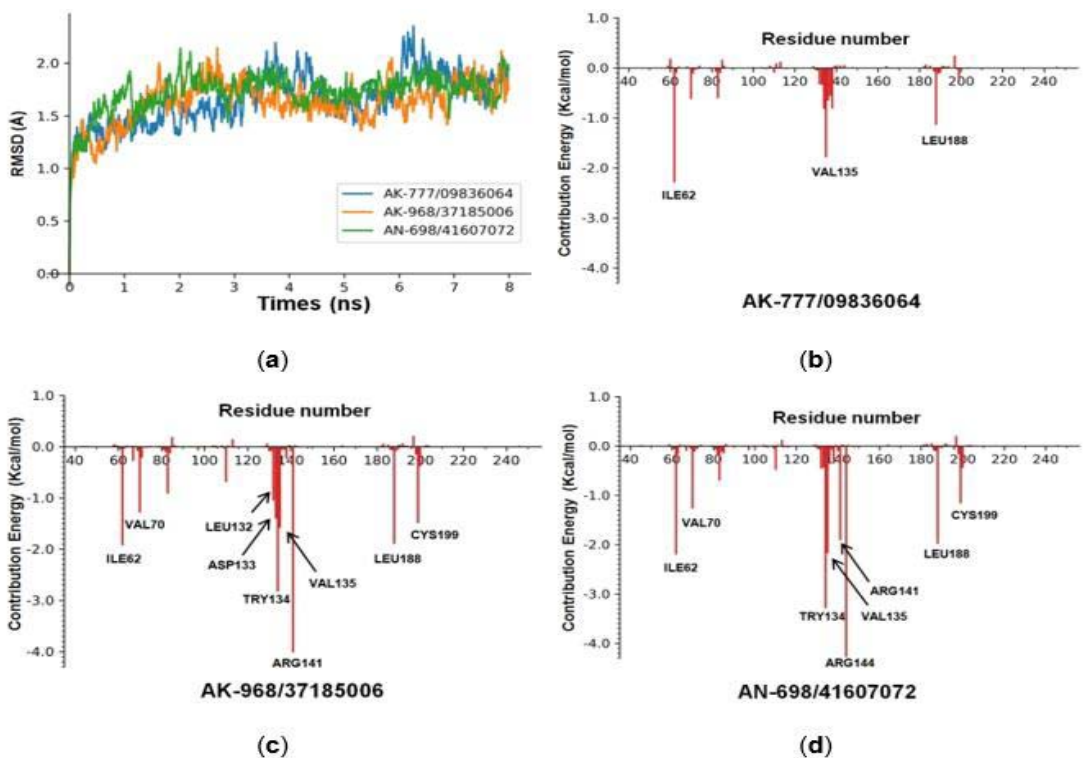 RMSD (Å)
2.0
1.5
1.0
0.5
0.0
0 1 2 3 4 5 6 7 8
Times (ns)
AK-777/09836064
AK-968/37185006
AN-698/41607072
(a)
Contribution Energy (Kcal/mol)
1.0
0.0
-1.0
-2.0
-3.0
-4.0
Residue number
40 60 80 100 120 140 160 180 200 220 240
ILE62
VAL135
LEU188
AK-777/09836064
(b)
Contribution Energy (Kcal/mol)
1.0
0.0
-1.0
-2.0
-3.0
-4.0
Residue number
40 60 80 100 120 140 160 180 200 220 240
ILE62
VAL70
LEU132
ASP133
TRY134
VAL135
ARG141
LEU188
CYS199
AK-968/37185006
(c)
Contribution Energy (Kcal/mol)
1.0
0.0
-1.0
-2.0
-3.0
-4.0
Residue number
40 60 80 100 120 140 160 180 200 220 240
ILE62
VAL70
TRY134
VAL135
ARG141
ARG144
LEU188
CYS199
AN-698/41607072
(d)